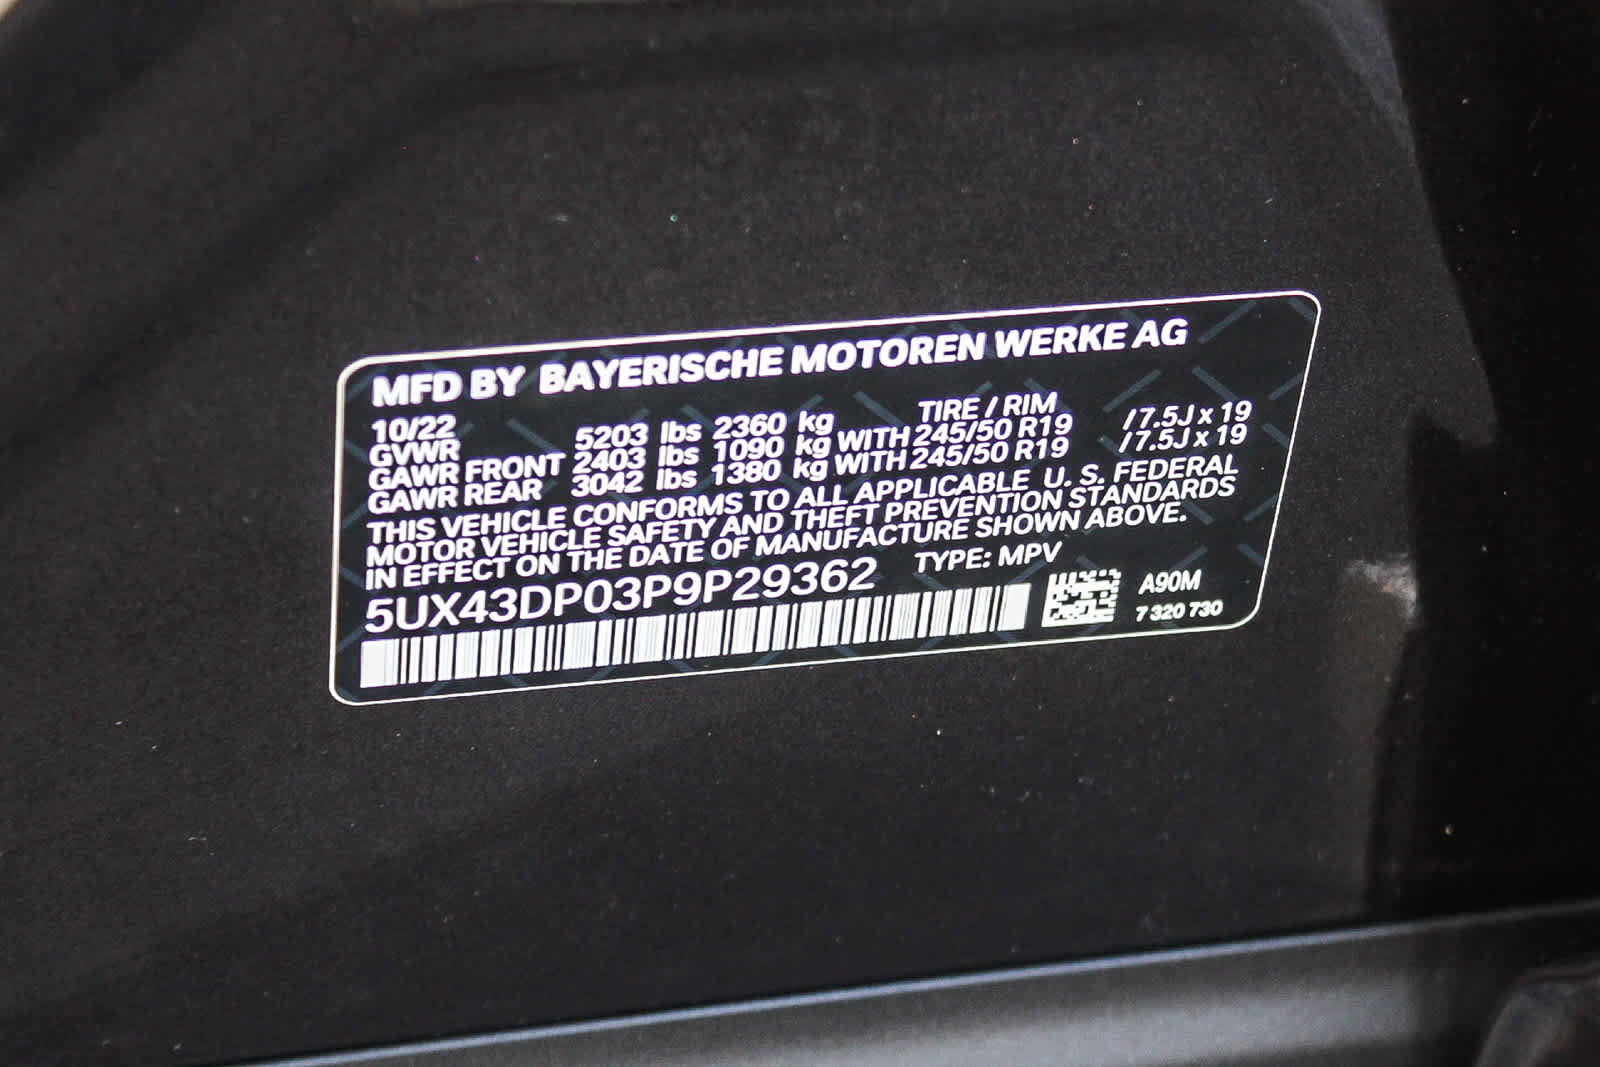 MFD BY BAYERISCHE MOTOREN WERKE AG
10/22 TIRE / RIM
GVWR 5203 lbs 2360 kg
GAWR FRONT 2403 lbs 1090 kg WITH 245/50 R19 /7.5J x 19
GAWR REAR 3042 lbs 1380 kg WITH 245/50 R19 /7.5J x 19
THIS VEHICLE CONFORMS TO ALL APPLICABLE U. S. FEDERAL
MOTOR VEHICLE SAFETY AND THEFT PREVENTION STANDARDS
IN EFFECT ON THE DATE OF MANUFACTURE SHOWN ABOVE.
5UX43DP03P9P29362 TYPE: MPV
A90M
7 320 730